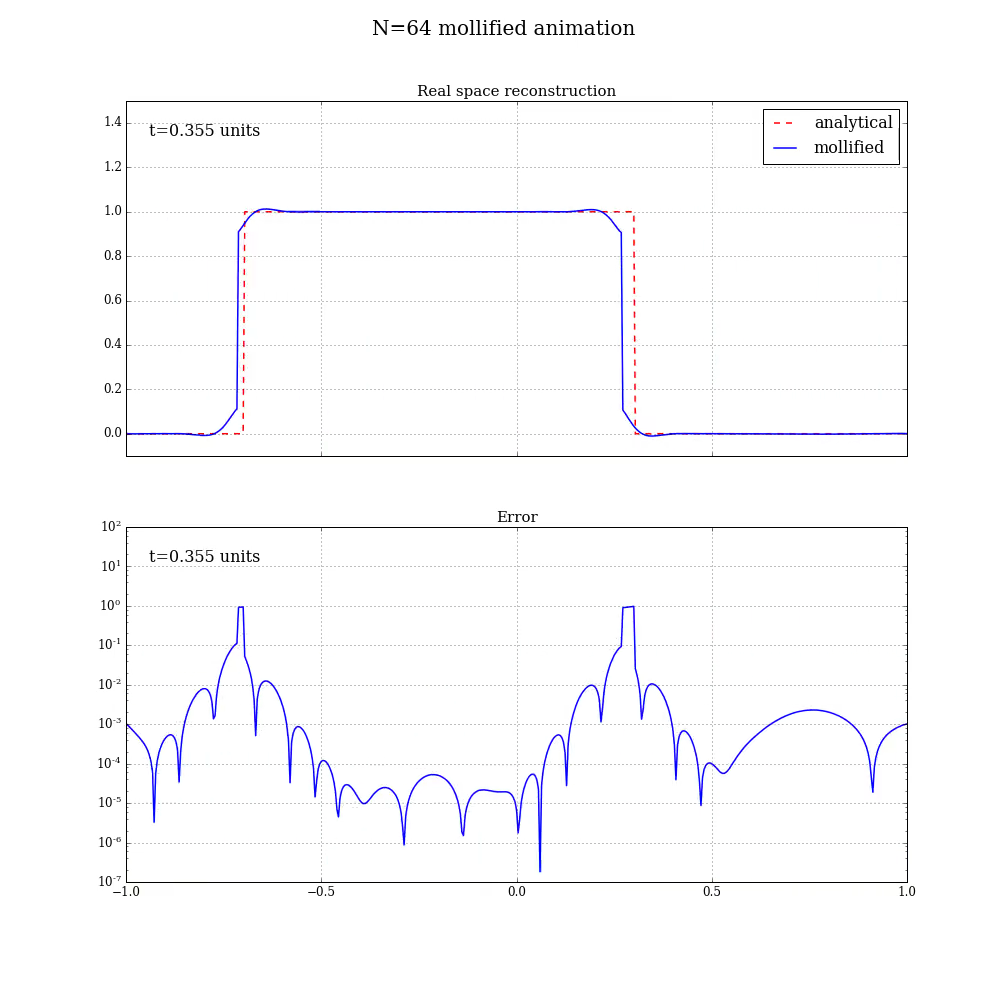 N=64 mollified animation
Real space reconstruction
t=0.355 units
analytical
mollified
1.4
1.2
1.0
0.8
0.6
0.4
0.2
0.0
Error
t=0.355 units
10²
10¹
10⁰
10⁻¹
10⁻²
10⁻³
10⁻⁴
10⁻⁵
10⁻⁶
10⁻⁷
−1.0 −0.5 0.0 0.5 1.0